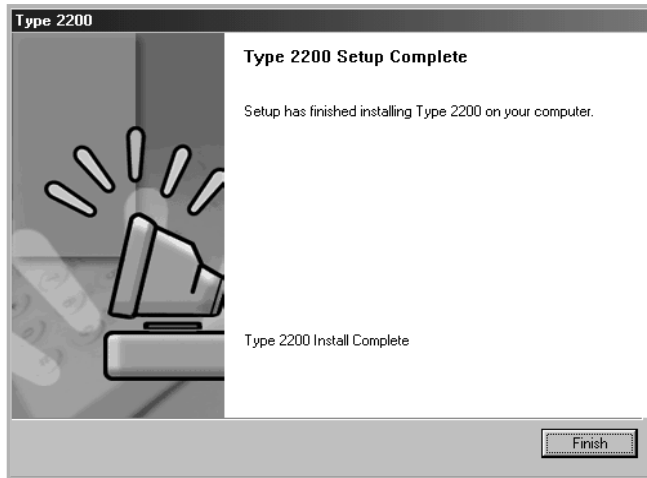 Type 2200
Type 2200 Setup Complete
Setup has finished installing Type 2200 on your computer.
Type 2200 Install Complete
Finish